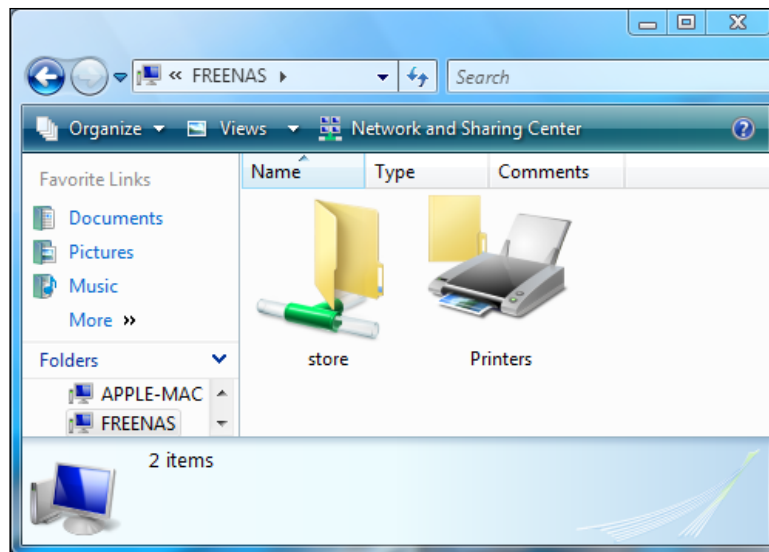 « FREENAS
Search
Organize Views Network and Sharing Center
Favorite Links
Documents
Pictures
Music
More »
Folders
APPLE-MAC
FREENAS
Name Type Comments
store Printers
2 items